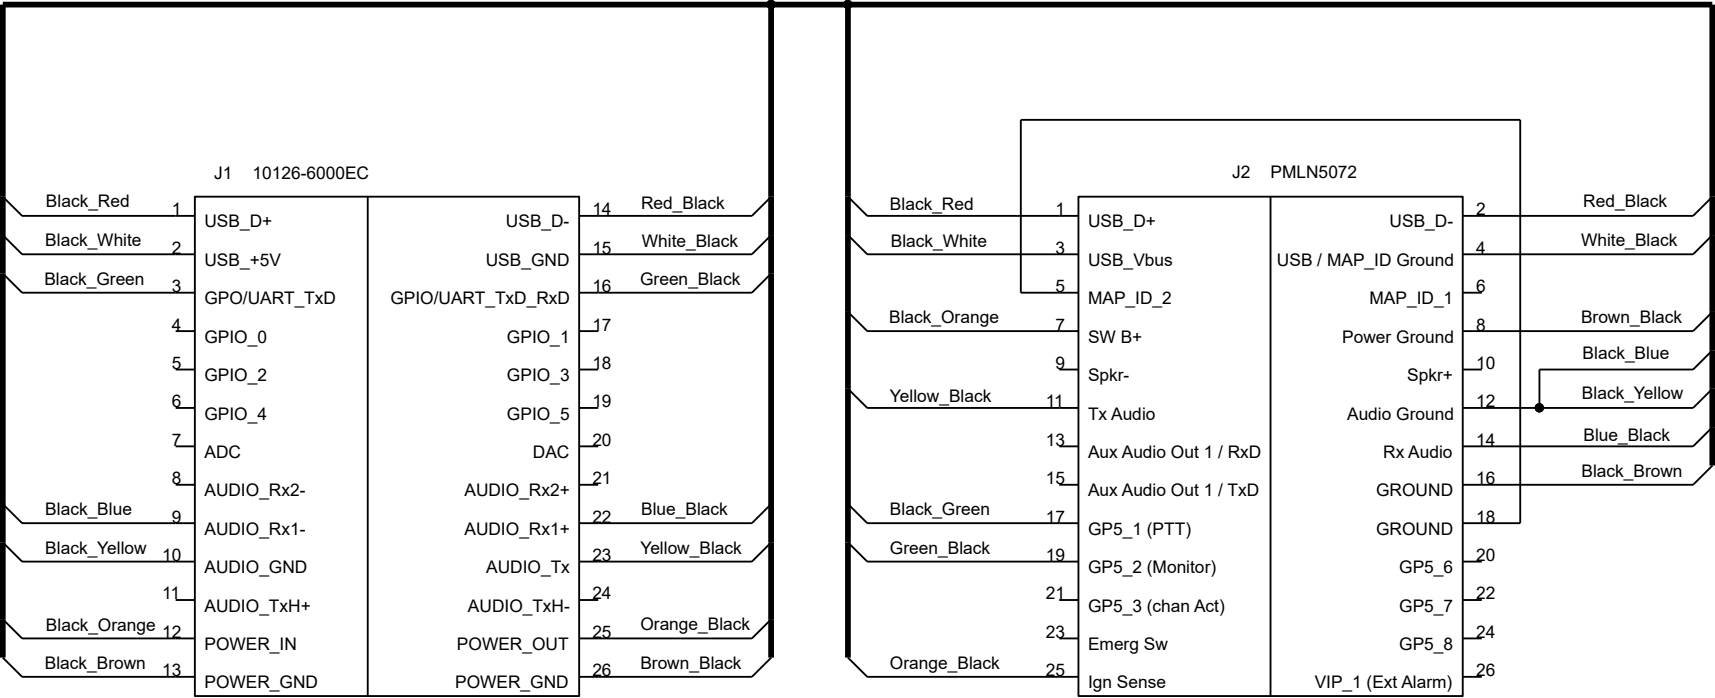 J1 10126-6000EC
J2 PMLN5072
Black_Red 1 USB_D+ USB_D- 14 Red_Black
Black_White 2 USB_+5V USB_GND 15 White_Black
Black_Green 3 GPO/UART_TxD GPIO/UART_TxD_RxD 16 Green_Black
4 GPIO_0 GPIO_1 17
5 GPIO_2 GPIO_3 18
6 GPIO_4 GPIO_5 19
7 ADC DAC 20
8 AUDIO_Rx2- AUDIO_Rx2+ 21
Black_Blue 9 AUDIO_Rx1- AUDIO_Rx1+ 22 Blue_Black
Black_Yellow 10 AUDIO_GND AUDIO_Tx 23 Yellow_Black
11 AUDIO_TxH+ AUDIO_TxH- 24
Black_Orange 12 POWER_IN POWER_OUT 25 Orange_Black
Black_Brown 13 POWER_GND POWER_GND 26 Brown_Black
Black_Red 1 USB_D+ USB_D- 2 Red_Black
Black_White 3 USB_Vbus USB / MAP_ID Ground 4 White_Black
5 MAP_ID_2 MAP_ID_1 6
Black_Orange 7 SW B+ Power Ground 8 Brown_Black
9 Spkr- Spkr+ 10 Black_Blue
Yellow_Black 11 Tx Audio Audio Ground 12 Black_Yellow
13 Aux Audio Out 1 / RxD Rx Audio 14 Blue_Black
15 Aux Audio Out 1 / TxD GROUND 16 Black_Brown
Black_Green 17 GP5_1 (PTT) GROUND 18
Green_Black 19 GP5_2 (Monitor) GP5_6 20
21 GP5_3 (chan Act) GP5_7 22
23 Emerg Sw GP5_8 24
Orange_Black 25 Ign Sense VIP_1 (Ext Alarm) 26